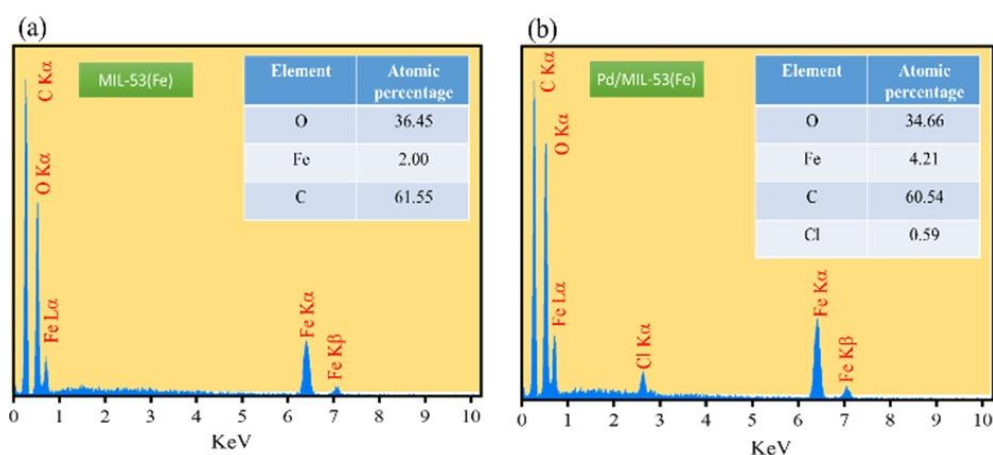 (a)
MIL-53(Fe)
C Kα
O Kα
Fe Lα
Fe Kα
Fe Kβ
Element Atomic percentage
O 36.45
Fe 2.00
C 61.55
0 1 2 3 4 5 6 7 8 9 10
KeV
(b)
Pd/MIL-53(Fe)
C Kα
O Kα
Fe Lα
Cl Kα
Fe Kα
Fe Kβ
Element Atomic percentage
O 34.66
Fe 4.21
C 60.54
Cl 0.59
0 1 2 3 4 5 6 7 8 9 10
KeV